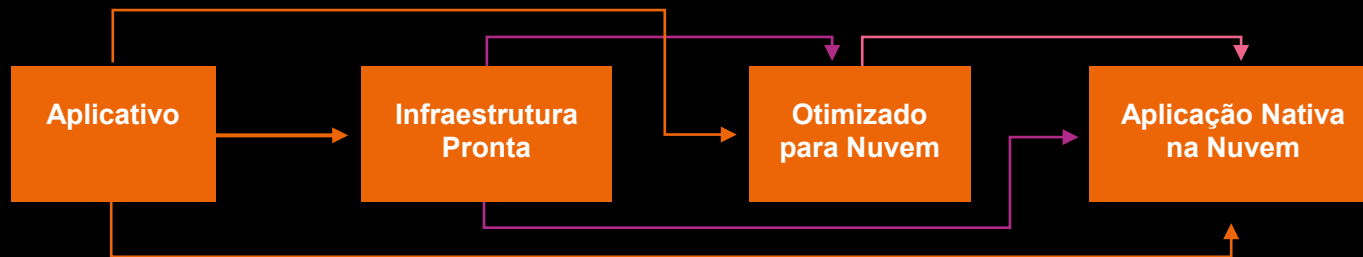 Aplicativo
Infraestrutura
Pronta
Otimizado
para Nuvem
Aplicação Nativa
na Nuvem